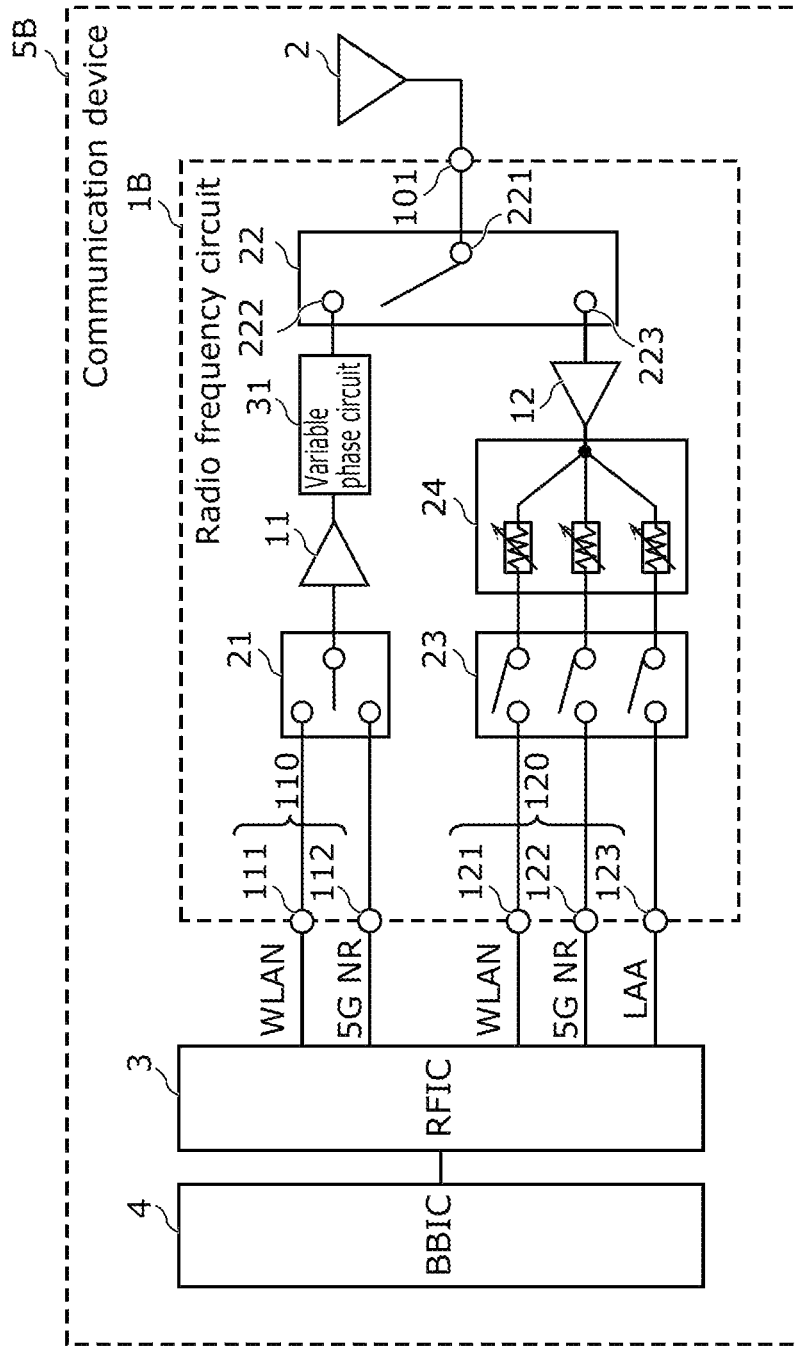 5B
Communication device
1B
Radio frequency circuit
2
101
22
221
222
223
31
Variable
phase circuit
11
12
24
21
23
110
111
112
120
121
122
123
WLAN
5G NR
WLAN
5G NR
LAA
3
RFIC
4
BBIC